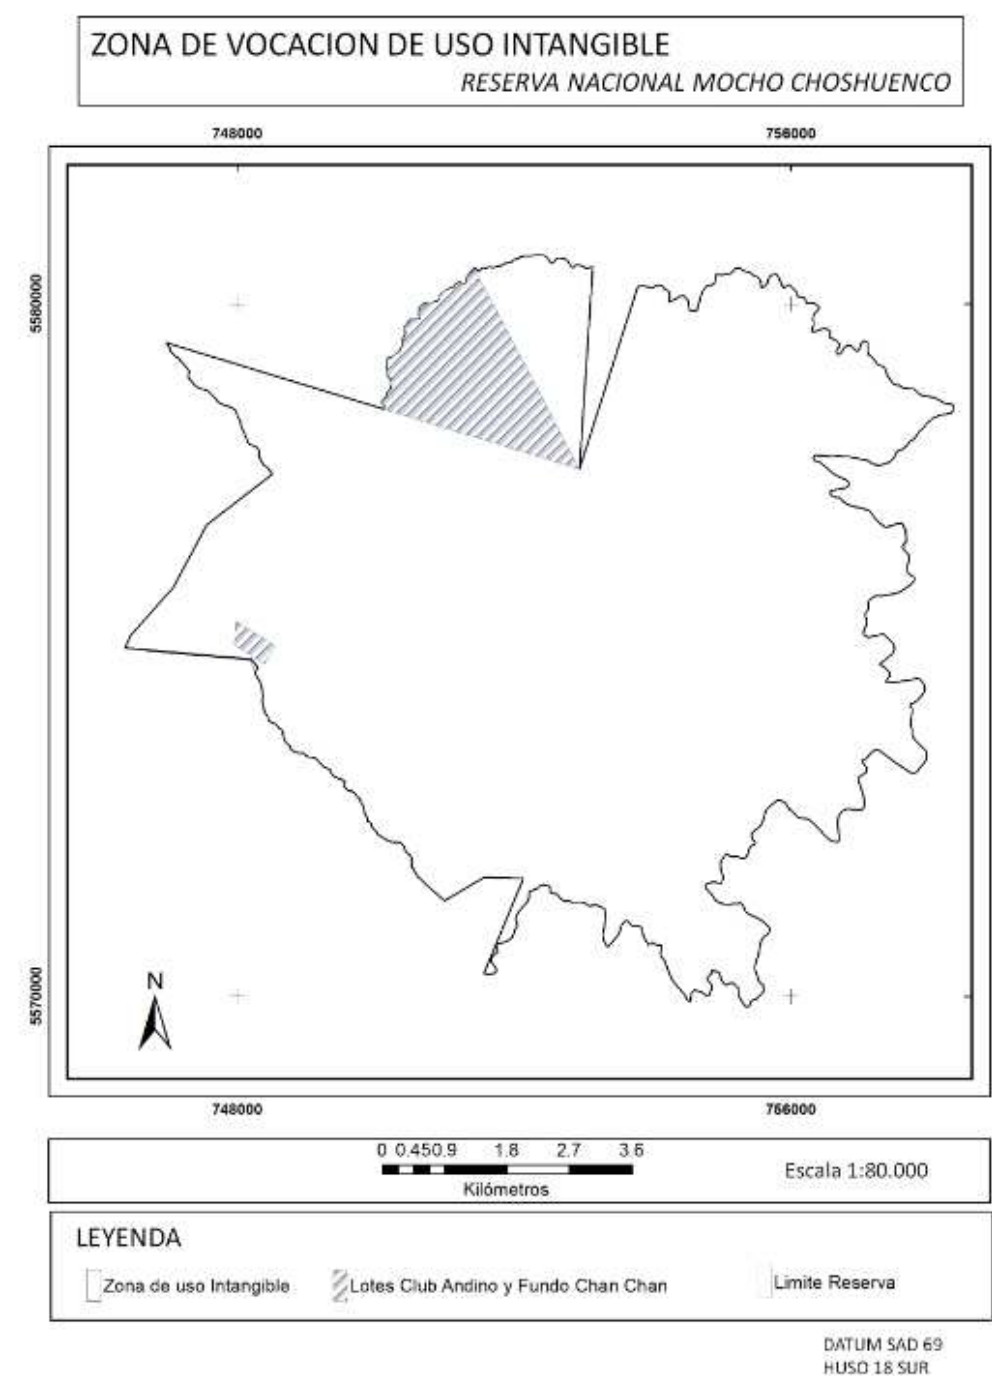 ZONA DE VOCACION DE USO INTANGIBLE
RESERVA NACIONAL MOCHO CHOSHUENCO
748000 756000
5580000
5570000
N
748000 756000
0 0.450.9 1.8 2.7 3.6
Kilómetros
Escala 1:80.000
LEYENDA
Zona de uso Intangible Lotes Club Andino y Fundo Chan Chan Limite Reserva
DATUM SAD 69
HUSO 18 SUR